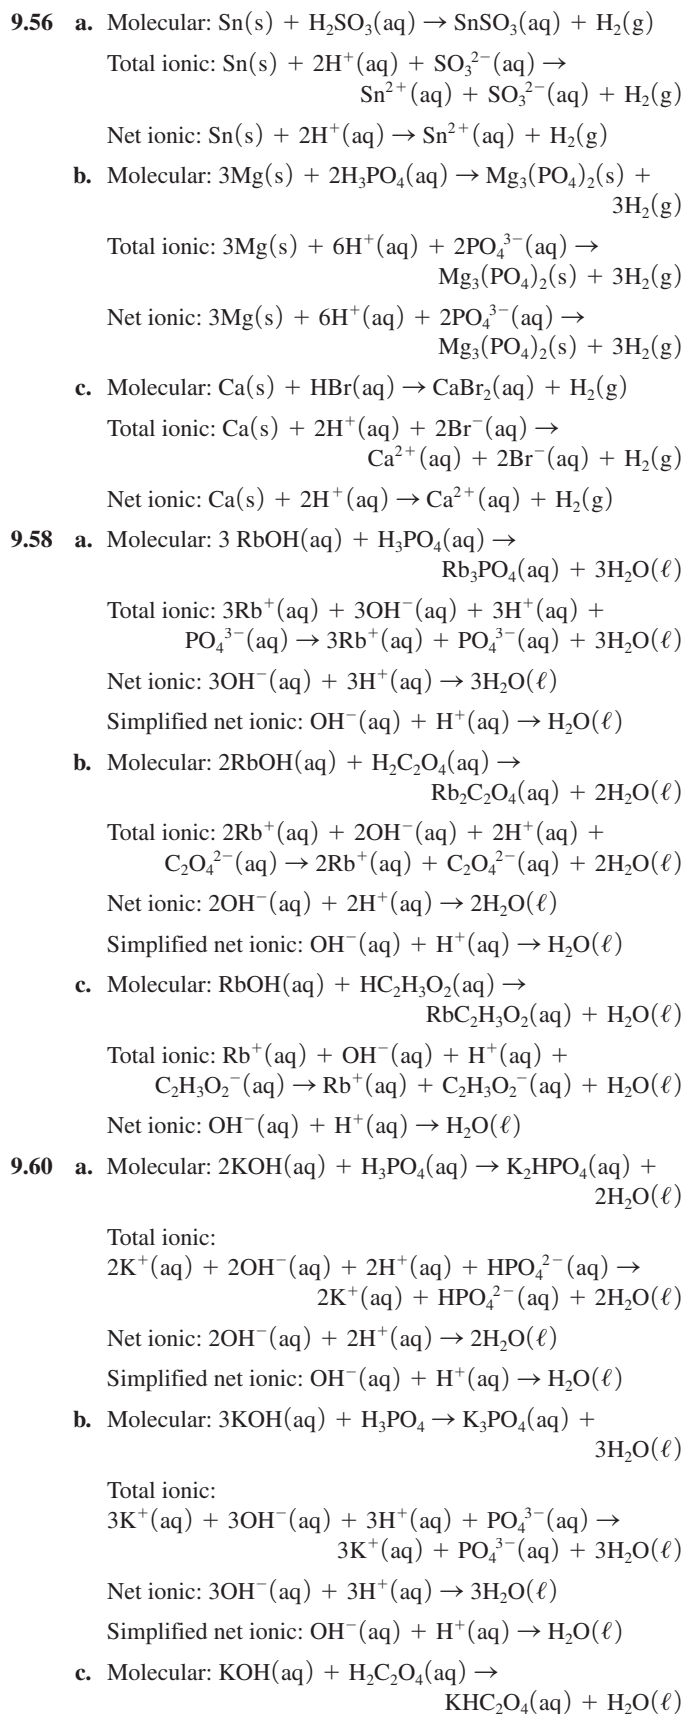 9.56 a. Molecular: Sn(s) + H₂SO₃(aq) → SnSO₃(aq) + H₂(g)
Total ionic: Sn(s) + 2H⁺(aq) + SO₃²⁻(aq) →
Sn²⁺(aq) + SO₃²⁻(aq) + H₂(g)
Net ionic: Sn(s) + 2H⁺(aq) → Sn²⁺(aq) + H₂(g)
b. Molecular: 3Mg(s) + 2H₃PO₄(aq) → Mg₃(PO₄)₂(s) +
3H₂(g)
Total ionic: 3Mg(s) + 6H⁺(aq) + 2PO₄³⁻(aq) →
Mg₃(PO₄)₂(s) + 3H₂(g)
Net ionic: 3Mg(s) + 6H⁺(aq) + 2PO₄³⁻(aq) →
Mg₃(PO₄)₂(s) + 3H₂(g)
c. Molecular: Ca(s) + HBr(aq) → CaBr₂(aq) + H₂(g)
Total ionic: Ca(s) + 2H⁺(aq) + 2Br⁻(aq) →
Ca²⁺(aq) + 2Br⁻(aq) + H₂(g)
Net ionic: Ca(s) + 2H⁺(aq) → Ca²⁺(aq) + H₂(g)
9.58 a. Molecular: 3 RbOH(aq) + H₃PO₄(aq) →
Rb₃PO₄(aq) + 3H₂O(ℓ)
Total ionic: 3Rb⁺(aq) + 3OH⁻(aq) + 3H⁺(aq) +
PO₄³⁻(aq) → 3Rb⁺(aq) + PO₄³⁻(aq) + 3H₂O(ℓ)
Net ionic: 3OH⁻(aq) + 3H⁺(aq) → 3H₂O(ℓ)
Simplified net ionic: OH⁻(aq) + H⁺(aq) → H₂O(ℓ)
b. Molecular: 2RbOH(aq) + H₂C₂O₄(aq) →
Rb₂C₂O₄(aq) + 2H₂O(ℓ)
Total ionic: 2Rb⁺(aq) + 2OH⁻(aq) + 2H⁺(aq) +
C₂O₄²⁻(aq) → 2Rb⁺(aq) + C₂O₄²⁻(aq) + 2H₂O(ℓ)
Net ionic: 2OH⁻(aq) + 2H⁺(aq) → 2H₂O(ℓ)
Simplified net ionic: OH⁻(aq) + H⁺(aq) → H₂O(ℓ)
c. Molecular: RbOH(aq) + HC₂H₃O₂(aq) →
RbC₂H₃O₂(aq) + H₂O(ℓ)
Total ionic: Rb⁺(aq) + OH⁻(aq) + H⁺(aq) +
C₂H₃O₂⁻(aq) → Rb⁺(aq) + C₂H₃O₂⁻(aq) + H₂O(ℓ)
Net ionic: OH⁻(aq) + H⁺(aq) → H₂O(ℓ)
9.60 a. Molecular: 2KOH(aq) + H₃PO₄(aq) → K₂HPO₄(aq) +
2H₂O(ℓ)
Total ionic:
2K⁺(aq) + 2OH⁻(aq) + 2H⁺(aq) + HPO₄²⁻(aq) →
2K⁺(aq) + HPO₄²⁻(aq) + 2H₂O(ℓ)
Net ionic: 2OH⁻(aq) + 2H⁺(aq) → 2H₂O(ℓ)
Simplified net ionic: OH⁻(aq) + H⁺(aq) → H₂O(ℓ)
b. Molecular: 3KOH(aq) + H₃PO₄ → K₃PO₄(aq) +
3H₂O(ℓ)
Total ionic:
3K⁺(aq) + 3OH⁻(aq) + 3H⁺(aq) + PO₄³⁻(aq) →
3K⁺(aq) + PO₄³⁻(aq) + 3H₂O(ℓ)
Net ionic: 3OH⁻(aq) + 3H⁺(aq) → 3H₂O(ℓ)
Simplified net ionic: OH⁻(aq) + H⁺(aq) → H₂O(ℓ)
c. Molecular: KOH(aq) + H₂C₂O₄(aq) →
KHC₂O₄(aq) + H₂O(ℓ)